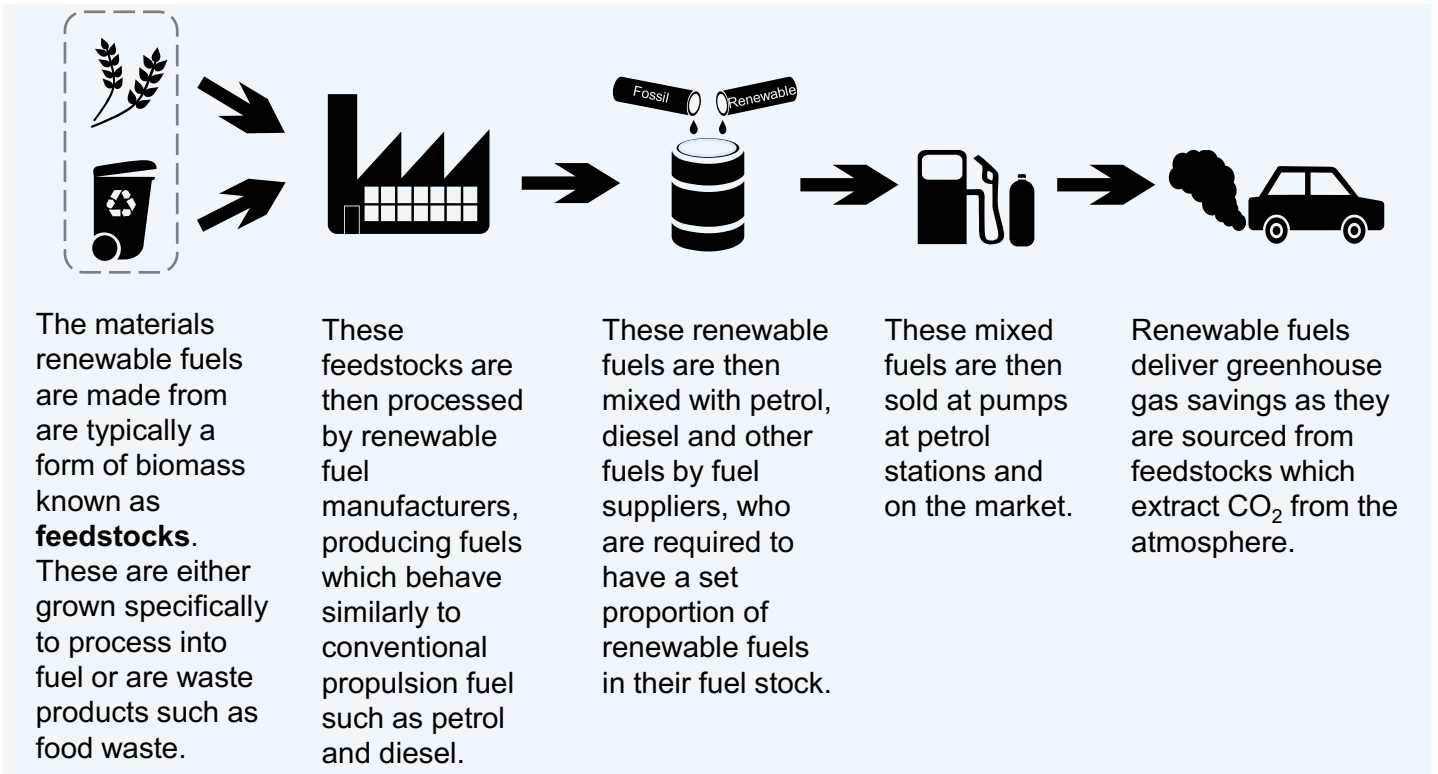 Fossil
Renewable
The materials
renewable fuels
are made from
are typically a
form of biomass
known as
feedstocks.
These are either
grown specifically
to process into
fuel or are waste
products such as
food waste.
These
feedstocks are
then processed
by renewable
fuel
manufacturers,
producing fuels
which behave
similarly to
conventional
propulsion fuel
such as petrol
and diesel.
These renewable
fuels are then
mixed with petrol,
diesel and other
fuels by fuel
suppliers, who
are required to
have a set
proportion of
renewable fuels
in their fuel stock.
These mixed
fuels are then
sold at pumps
at petrol
stations and
on the market.
Renewable fuels
deliver greenhouse
gas savings as they
are sourced from
feedstocks which
extract CO₂ from the
atmosphere.